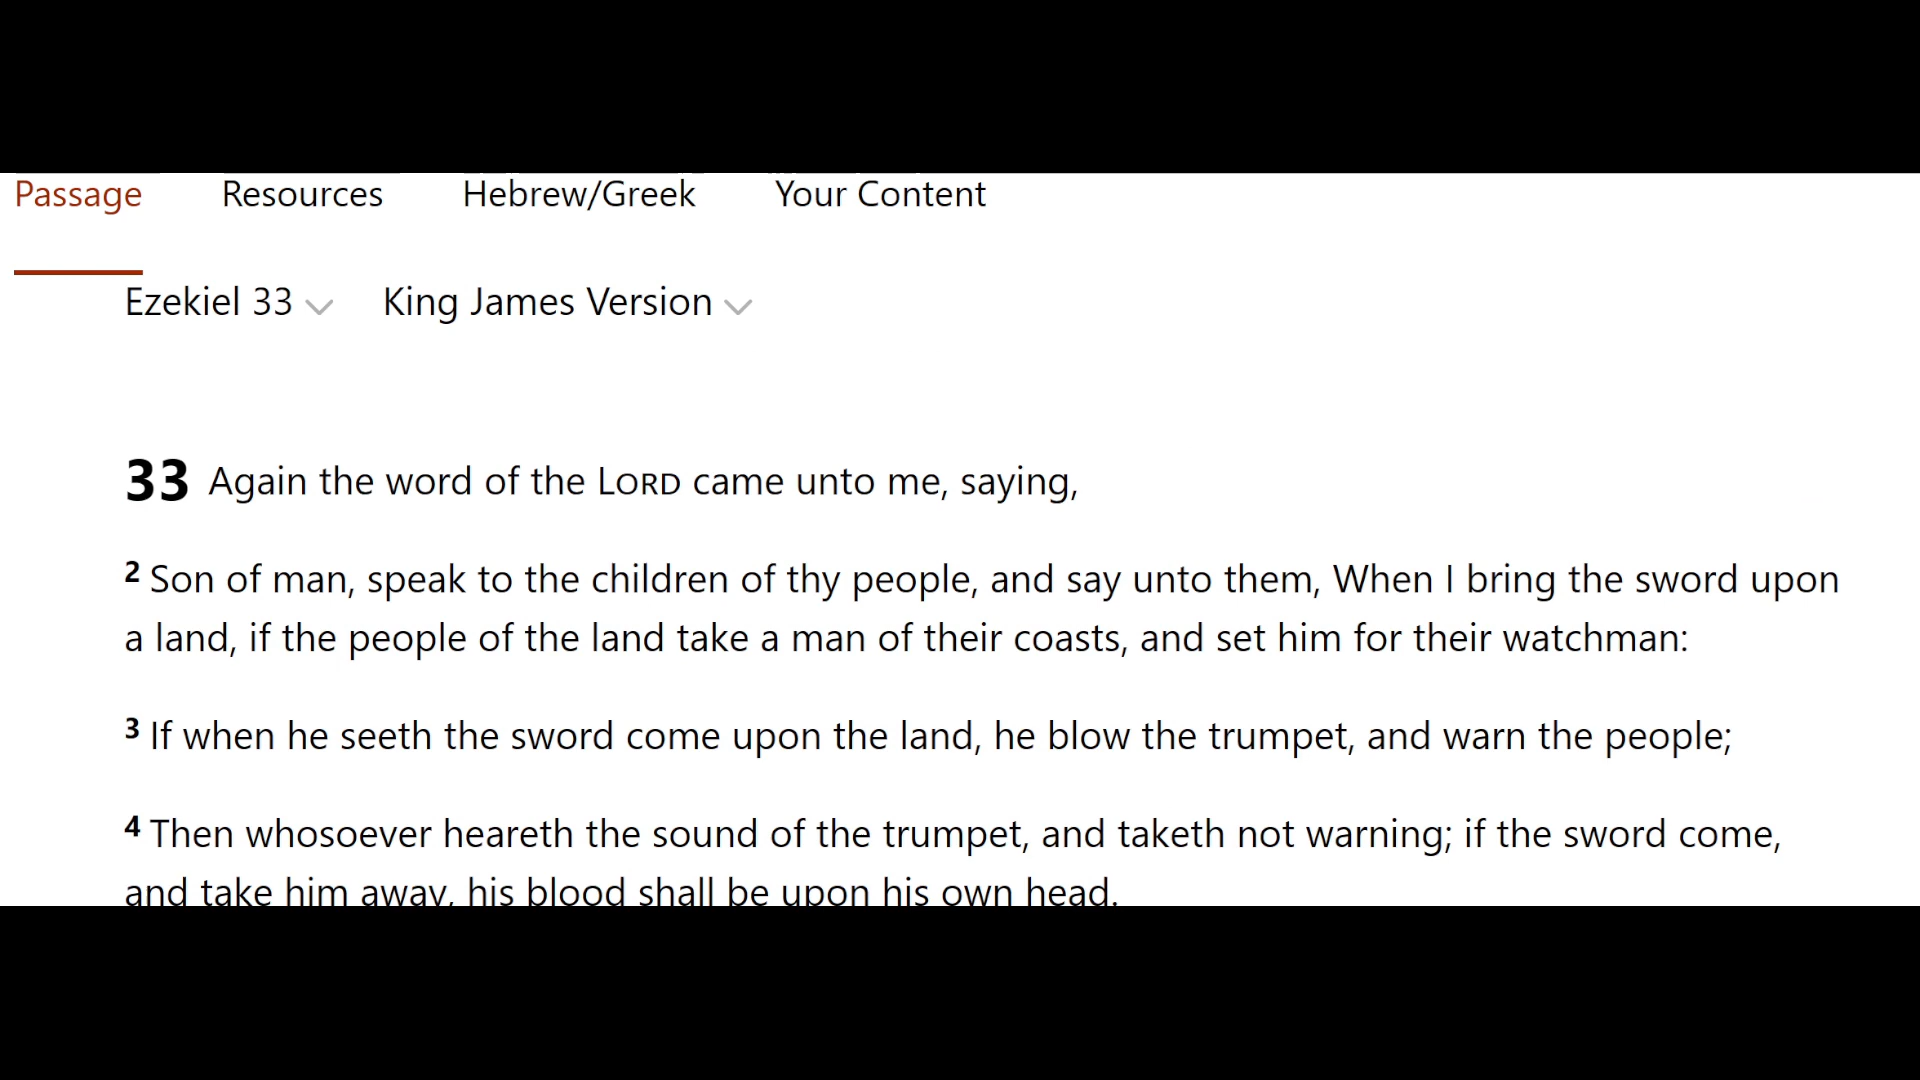 Passage Resources Hebrew/Greek Your Content
Ezekiel 33 King James Version
33 Again the word of the LORD came unto me, saying,
2 Son of man, speak to the children of thy people, and say unto them, When I bring the sword upon
a land, if the people of the land take a man of their coasts, and set him for their watchman:
3 If when he seeth the sword come upon the land, he blow the trumpet, and warn the people;
4 Then whosoever heareth the sound of the trumpet, and taketh not warning; if the sword come,
and take him away, his blood shall be upon his own head.